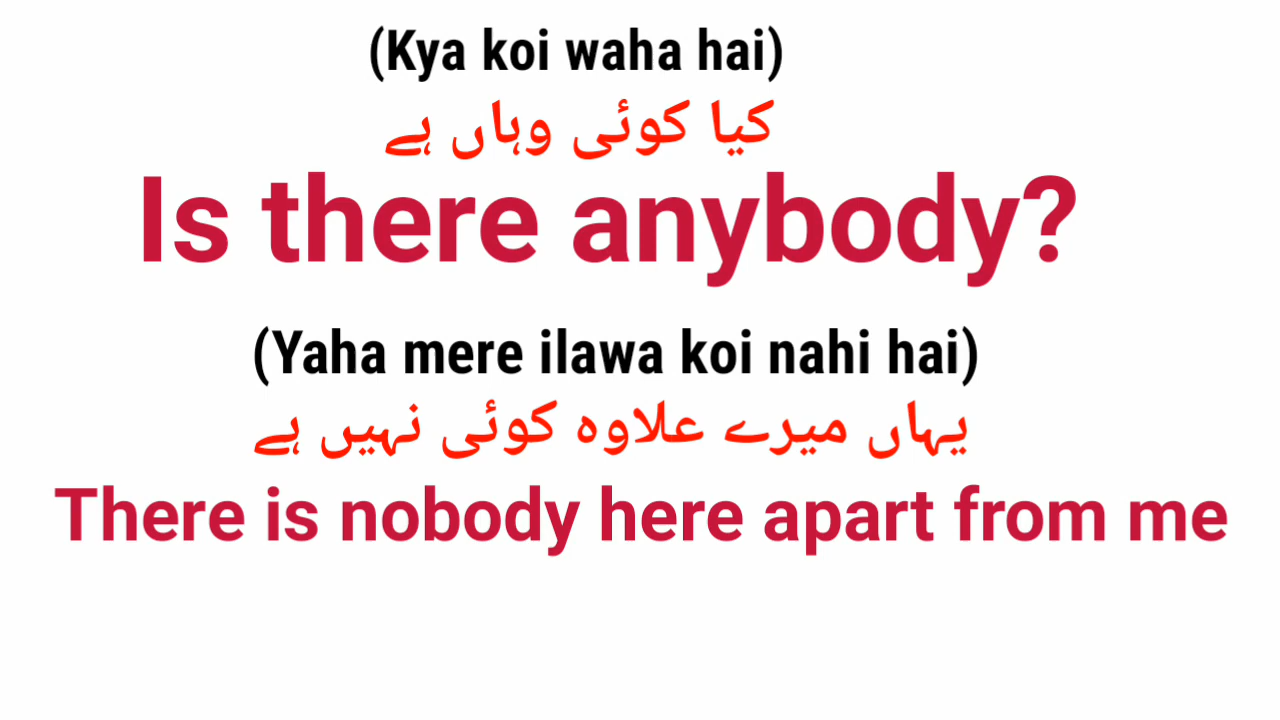 (Kya koi waha hai)
کیا کوئی وہاں ہے
Is there anybody?
(Yaha mere ilawa koi nahi hai)
یہاں میرے علاوہ کوئی نہیں ہے
There is nobody here apart from me